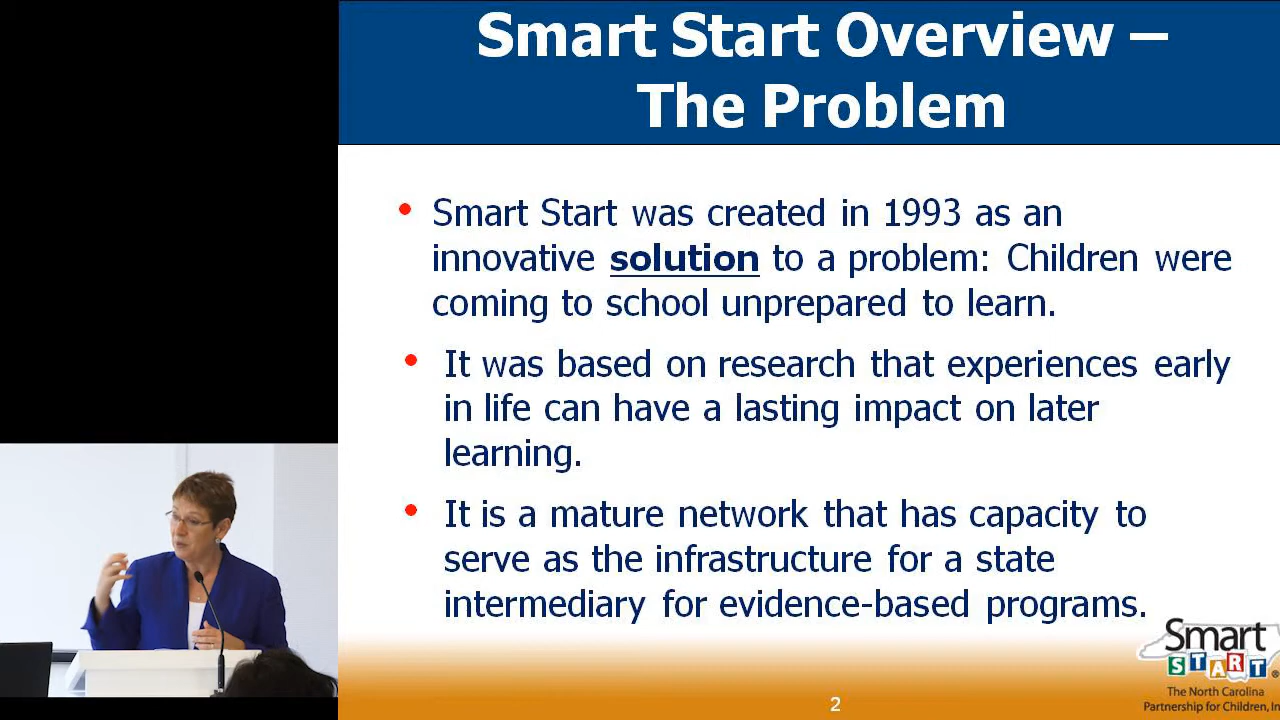 Smart Start Overview –
The Problem
• Smart Start was created in 1993 as an
innovative solution to a problem: Children were
coming to school unprepared to learn.
• It was based on research that experiences early
in life can have a lasting impact on later
learning.
• It is a mature network that has capacity to
serve as the infrastructure for a state
intermediary for evidence-based programs.
Smart
START®
The North Carolina
Partnership for Children, In
2